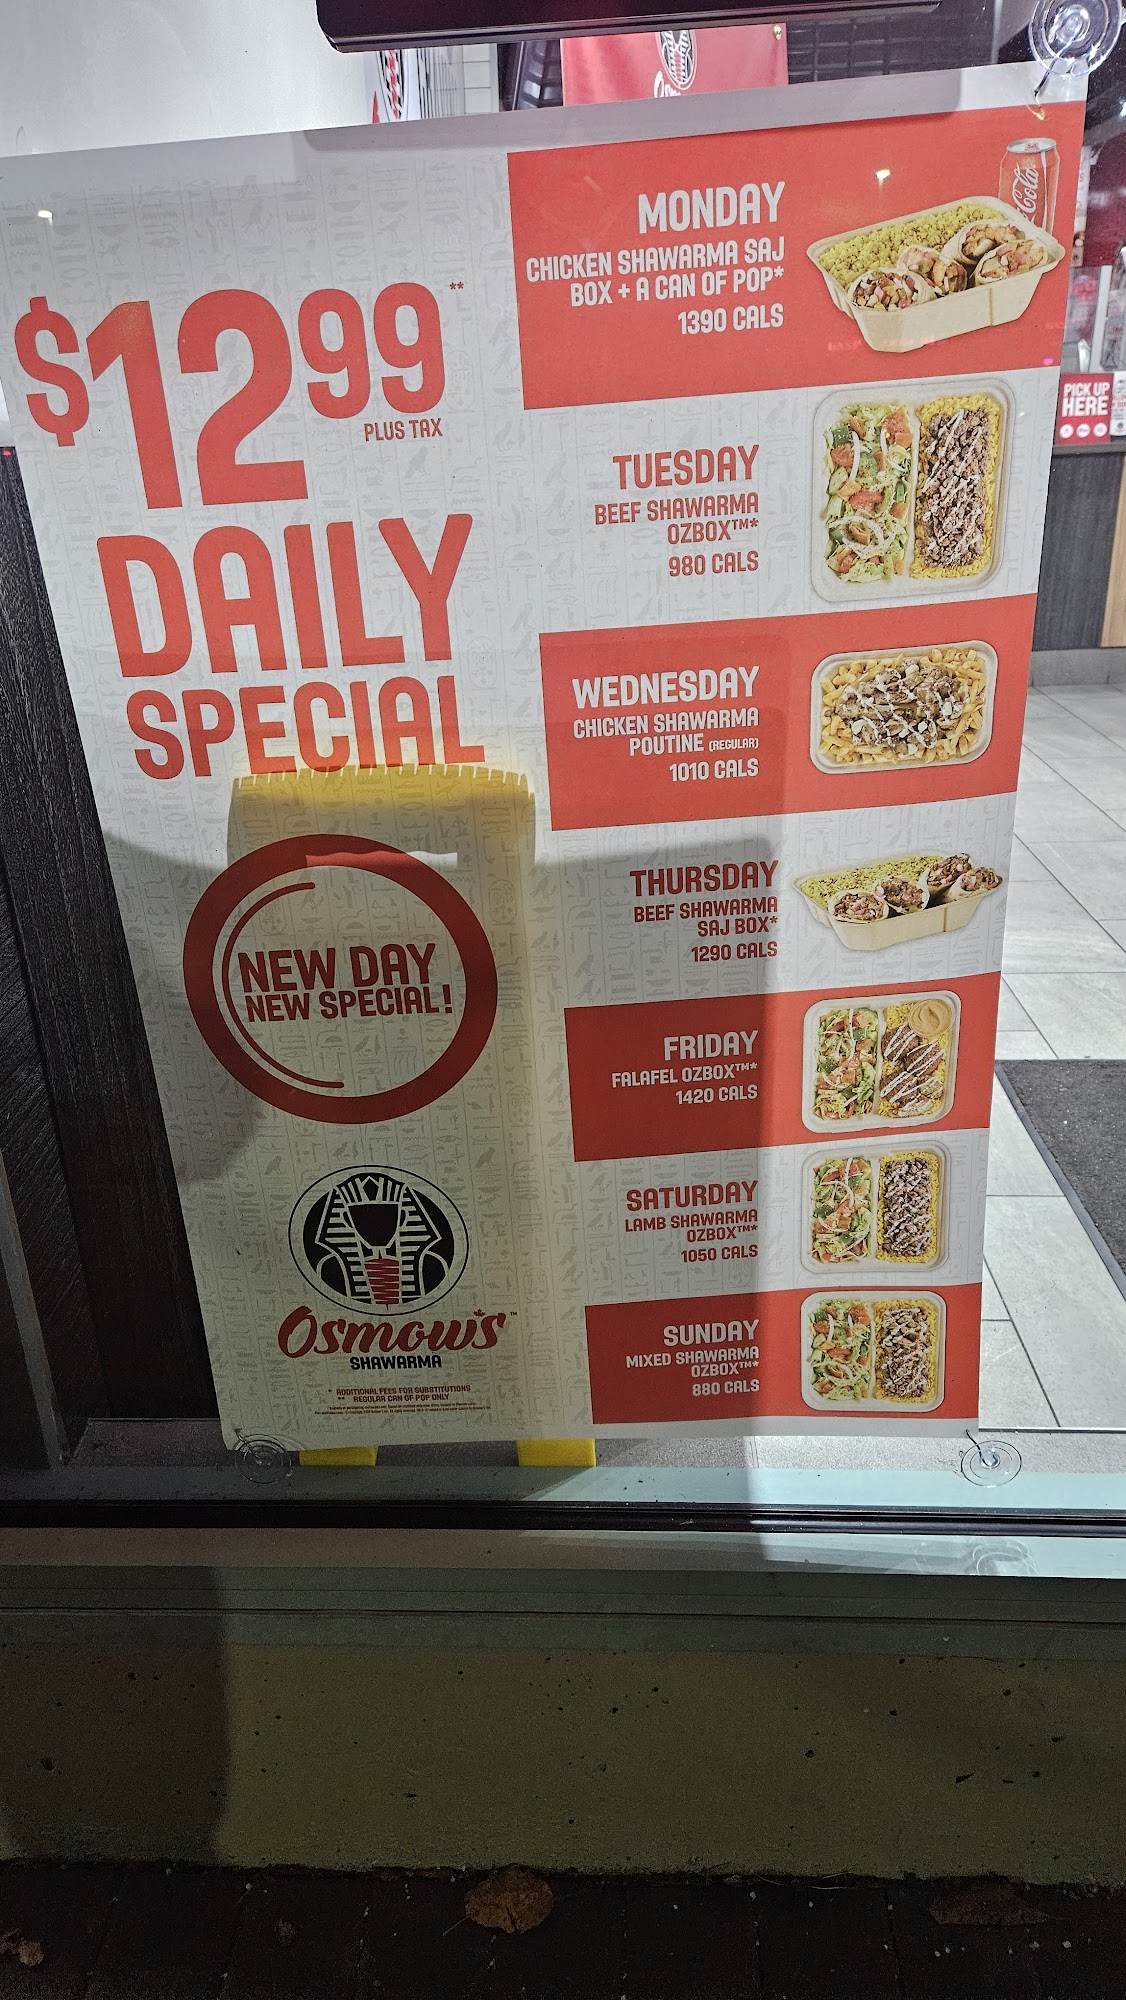 $12.99**
PLUS TAX
DAILY
SPECIAL
NEW DAY
NEW SPECIAL!
Osmow's™
SHAWARMA
* ADDITIONAL FEES FOR SUBSTITUTIONS
** REGULAR CAN OF POP ONLY
MONDAY
CHICKEN SHAWARMA SAJ
BOX + A CAN OF POP*
1390 CALS
TUESDAY
BEEF SHAWARMA
OZBOX™*
980 CALS
WEDNESDAY
CHICKEN SHAWARMA
POUTINE (REGULAR)
1010 CALS
THURSDAY
BEEF SHAWARMA
SAJ BOX*
1290 CALS
FRIDAY
FALAFEL OZBOX™*
1420 CALS
SATURDAY
LAMB SHAWARMA
OZBOX™*
1050 CALS
SUNDAY
MIXED SHAWARMA
OZBOX™*
880 CALS
PICK UP
HERE